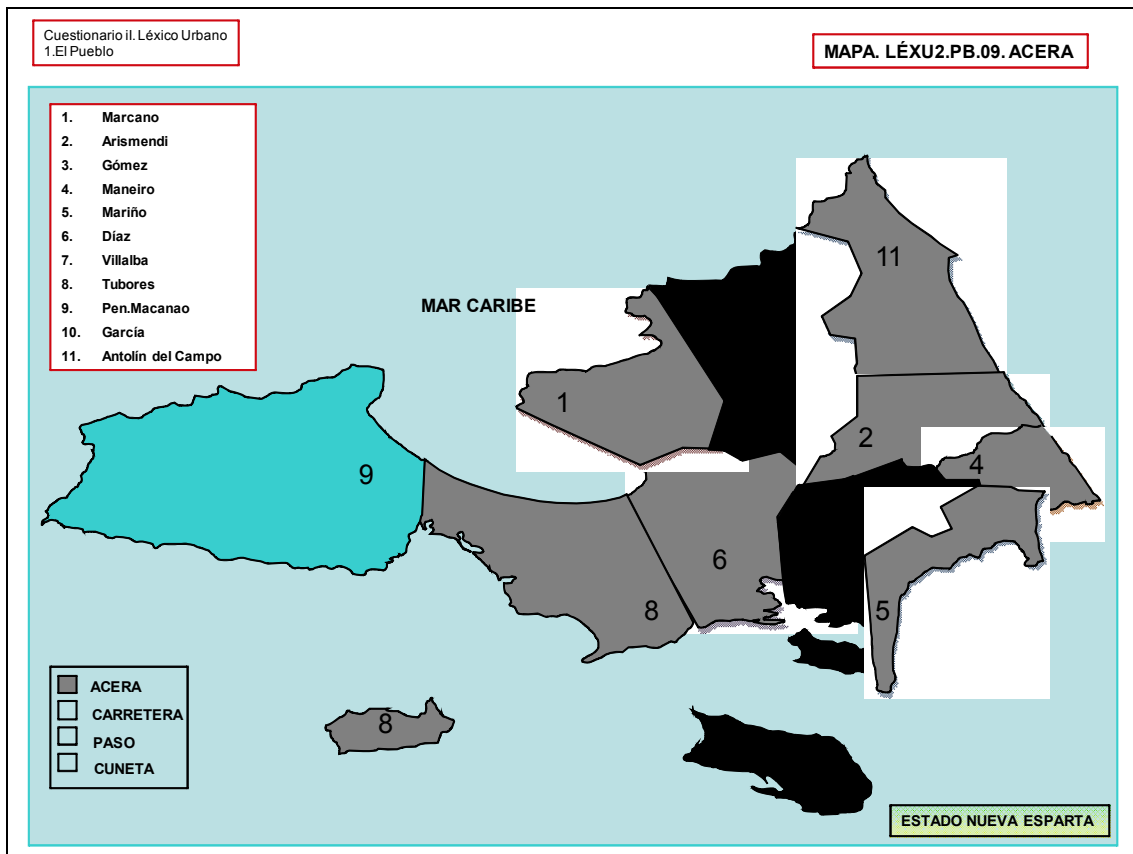 Cuestionario iI. Léxico Urbano
1.El Pueblo
MAPA. LÉXU2.PB.09. ACERA
1. Marcano
2. Arismendi
3. Gómez
4. Maneiro
5. Mariño
6. Díaz
7. Villalba
8. Tubores
9. Pen.Macanao
10. García
11. Antolín del Campo
MAR CARIBE
11
1
2
4
9
6
8
5
8
ACERA
CARRETERA
PASO
CUNETA
ESTADO NUEVA ESPARTA